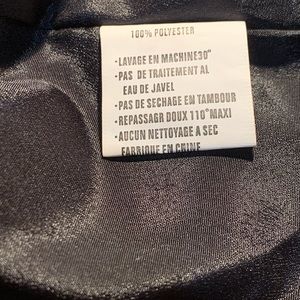 100% POLYESTER
·LAVAGE EN MACHINE30°
·PAS DE TRAITEMENT AL
EAU DE JAVEL
·PAS DE SECHAGE EN TAMBOUR
·REPASSAGR DOUX 110°MAXI
·AUCUN NETTOYAGE A SEC
FABRIQUE EN CHINE